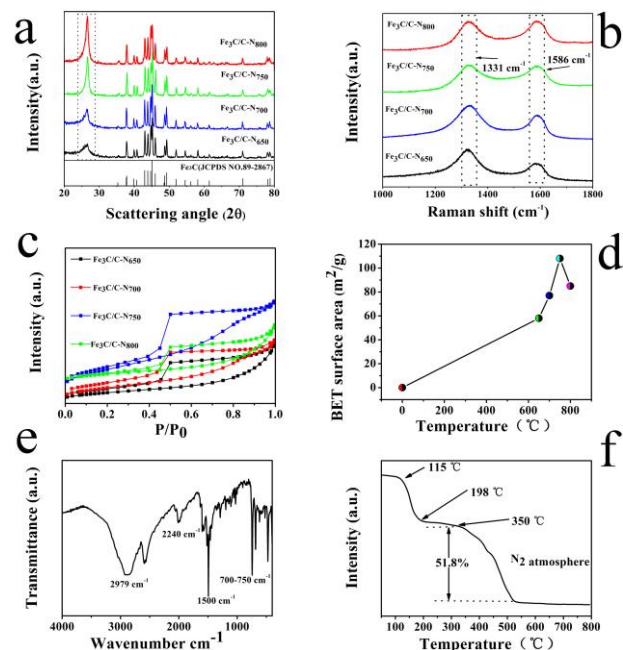 a
Intensity(a.u.)
Fe3C/C-N800
Fe3C/C-N750
Fe3C/C-N700
Fe3C/C-N650
Fe3C(JCPDS NO.89-2867)
20 30 40 50 60 70 80
Scattering angle (2θ)
b
Intensity(a.u.)
Fe3C/C-N800
1331 cm-1
1586 cm-1
Fe3C/C-N750
Fe3C/C-N700
Fe3C/C-N650
1000 1200 1400 1600 1800
Raman shift (cm-1)
c
Intensity (a.u.)
Fe3C/C-N650
Fe3C/C-N700
Fe3C/C-N750
Fe3C/C-N800
0.0 0.2 0.4 0.6 0.8 1.0
P/P0
d
BET surface area (m2/g)
120
100
80
60
40
20
0
0 200 400 600 800
Temperature (℃)
e
Transmittance (a.u.)
2979 cm-1
2240 cm-1
1500 cm-1
700-750 cm-1
4000 3000 2000 1000
Wavenumber cm-1
f
Intensity (a.u.)
115 ℃
198 ℃
350 ℃
51.8%
N2 atmosphere
100 200 300 400 500 600 700 800
Temperature (℃)